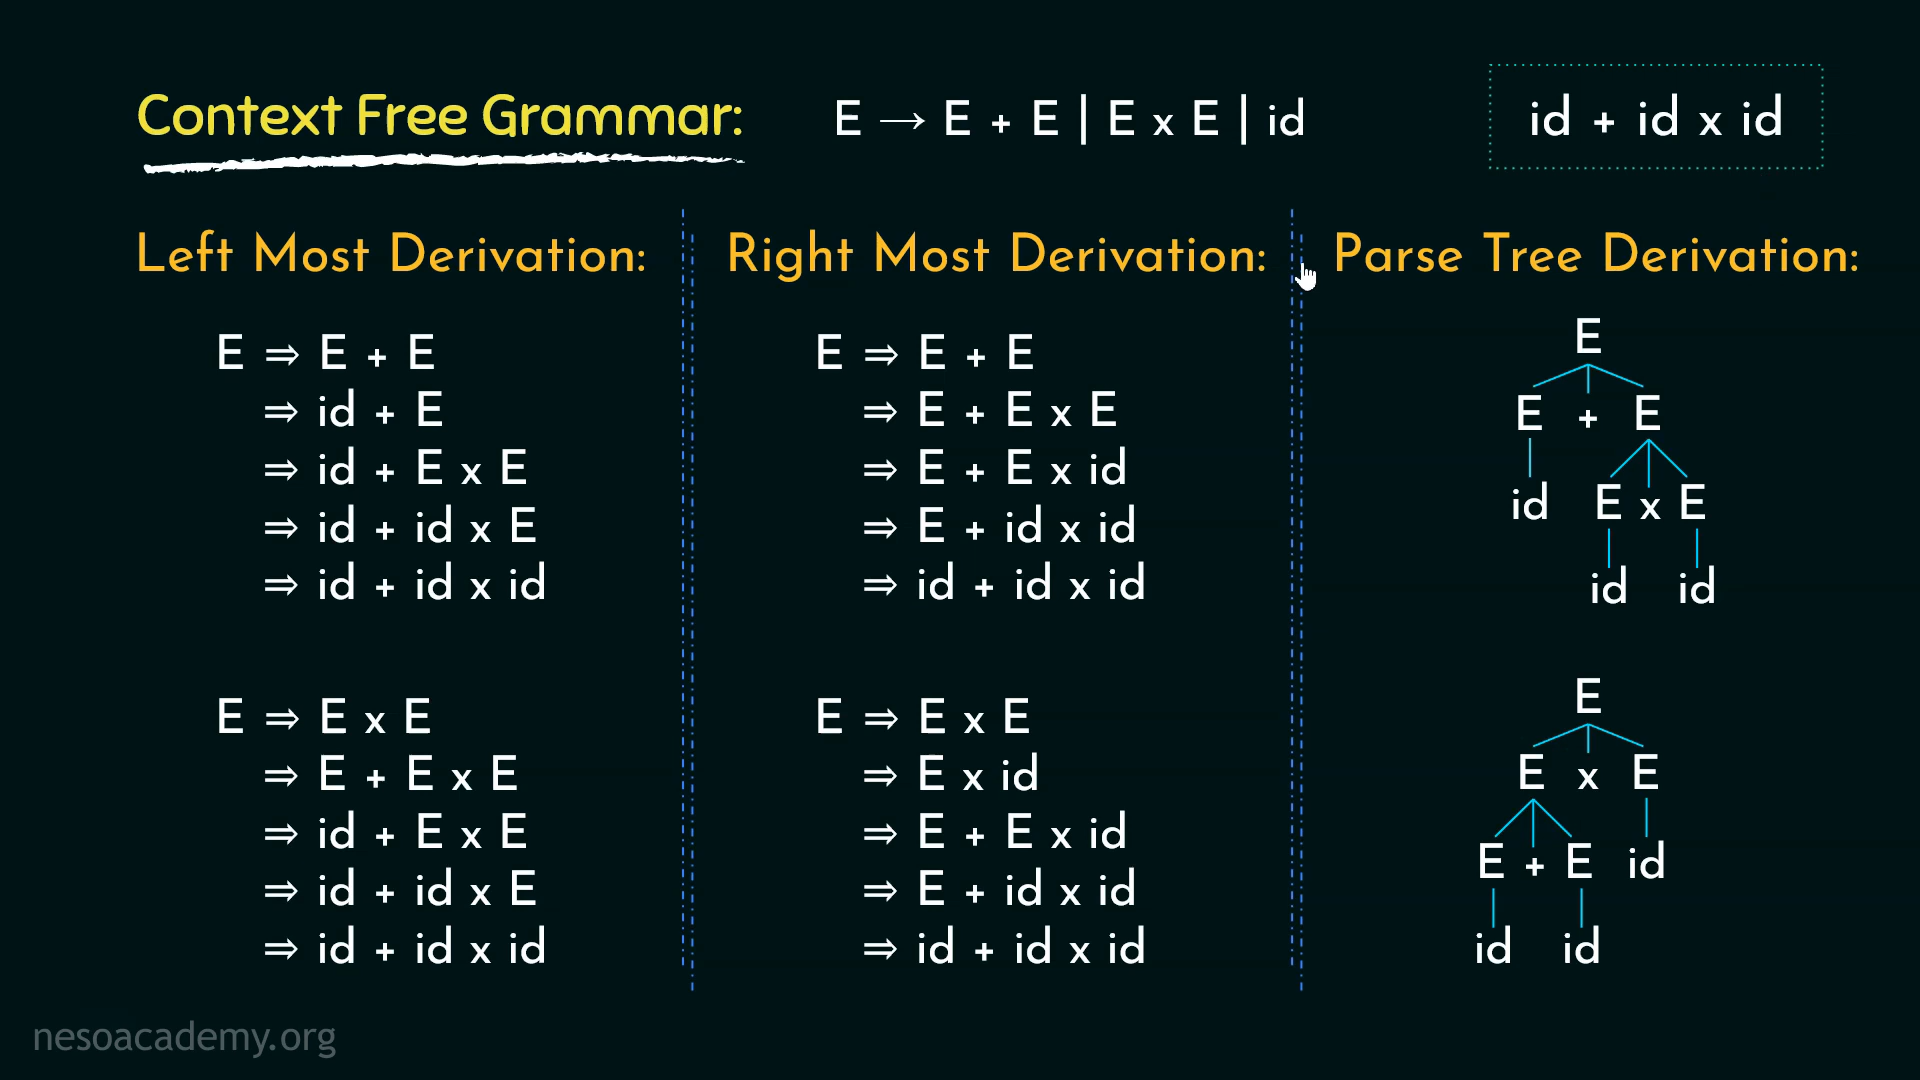 Context Free Grammar:
E → E + E | E x E | id
id + id x id
Left Most Derivation:
E ⇒ E + E
⇒ id + E
⇒ id + E x E
⇒ id + id x E
⇒ id + id x id
E ⇒ E x E
⇒ E + E x E
⇒ id + E x E
⇒ id + id x E
⇒ id + id x id
Right Most Derivation:
E ⇒ E + E
⇒ E + E x E
⇒ E + E x id
⇒ E + id x id
⇒ id + id x id
E ⇒ E x E
⇒ E x id
⇒ E + E x id
⇒ E + id x id
⇒ id + id x id
Parse Tree Derivation:
E
E + E
id E x E
id id
E
E x E
E + E id
id id
nesoacademy.org